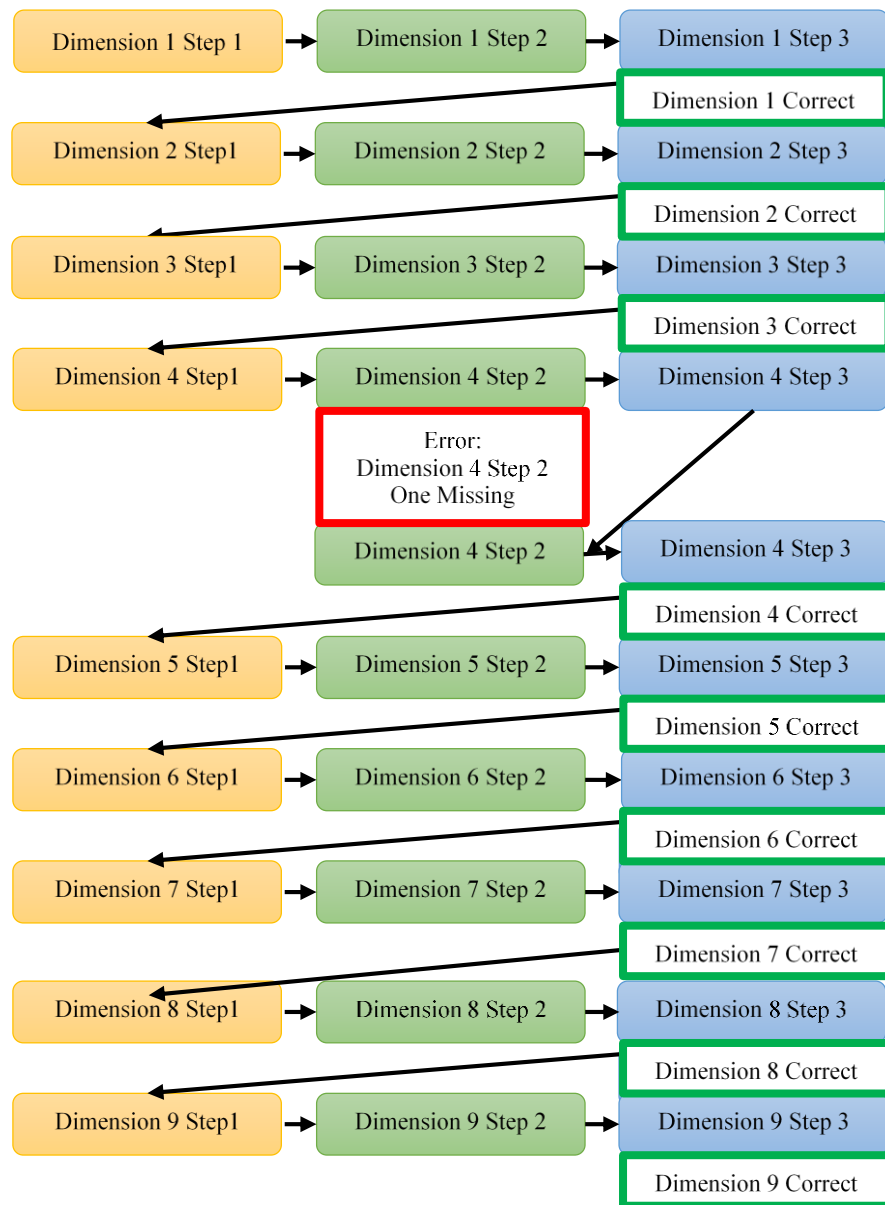 Dimension 1 Step 1
Dimension 1 Step 2
Dimension 1 Step 3
Dimension 1 Correct
Dimension 2 Step1
Dimension 2 Step 2
Dimension 2 Step 3
Dimension 2 Correct
Dimension 3 Step1
Dimension 3 Step 2
Dimension 3 Step 3
Dimension 3 Correct
Dimension 4 Step1
Dimension 4 Step 2
Dimension 4 Step 3
Error:
Dimension 4 Step 2
One Missing
Dimension 4 Step 2
Dimension 4 Step 3
Dimension 4 Correct
Dimension 5 Step1
Dimension 5 Step 2
Dimension 5 Step 3
Dimension 5 Correct
Dimension 6 Step1
Dimension 6 Step 2
Dimension 6 Step 3
Dimension 6 Correct
Dimension 7 Step1
Dimension 7 Step 2
Dimension 7 Step 3
Dimension 7 Correct
Dimension 8 Step1
Dimension 8 Step 2
Dimension 8 Step 3
Dimension 8 Correct
Dimension 9 Step1
Dimension 9 Step 2
Dimension 9 Step 3
Dimension 9 Correct